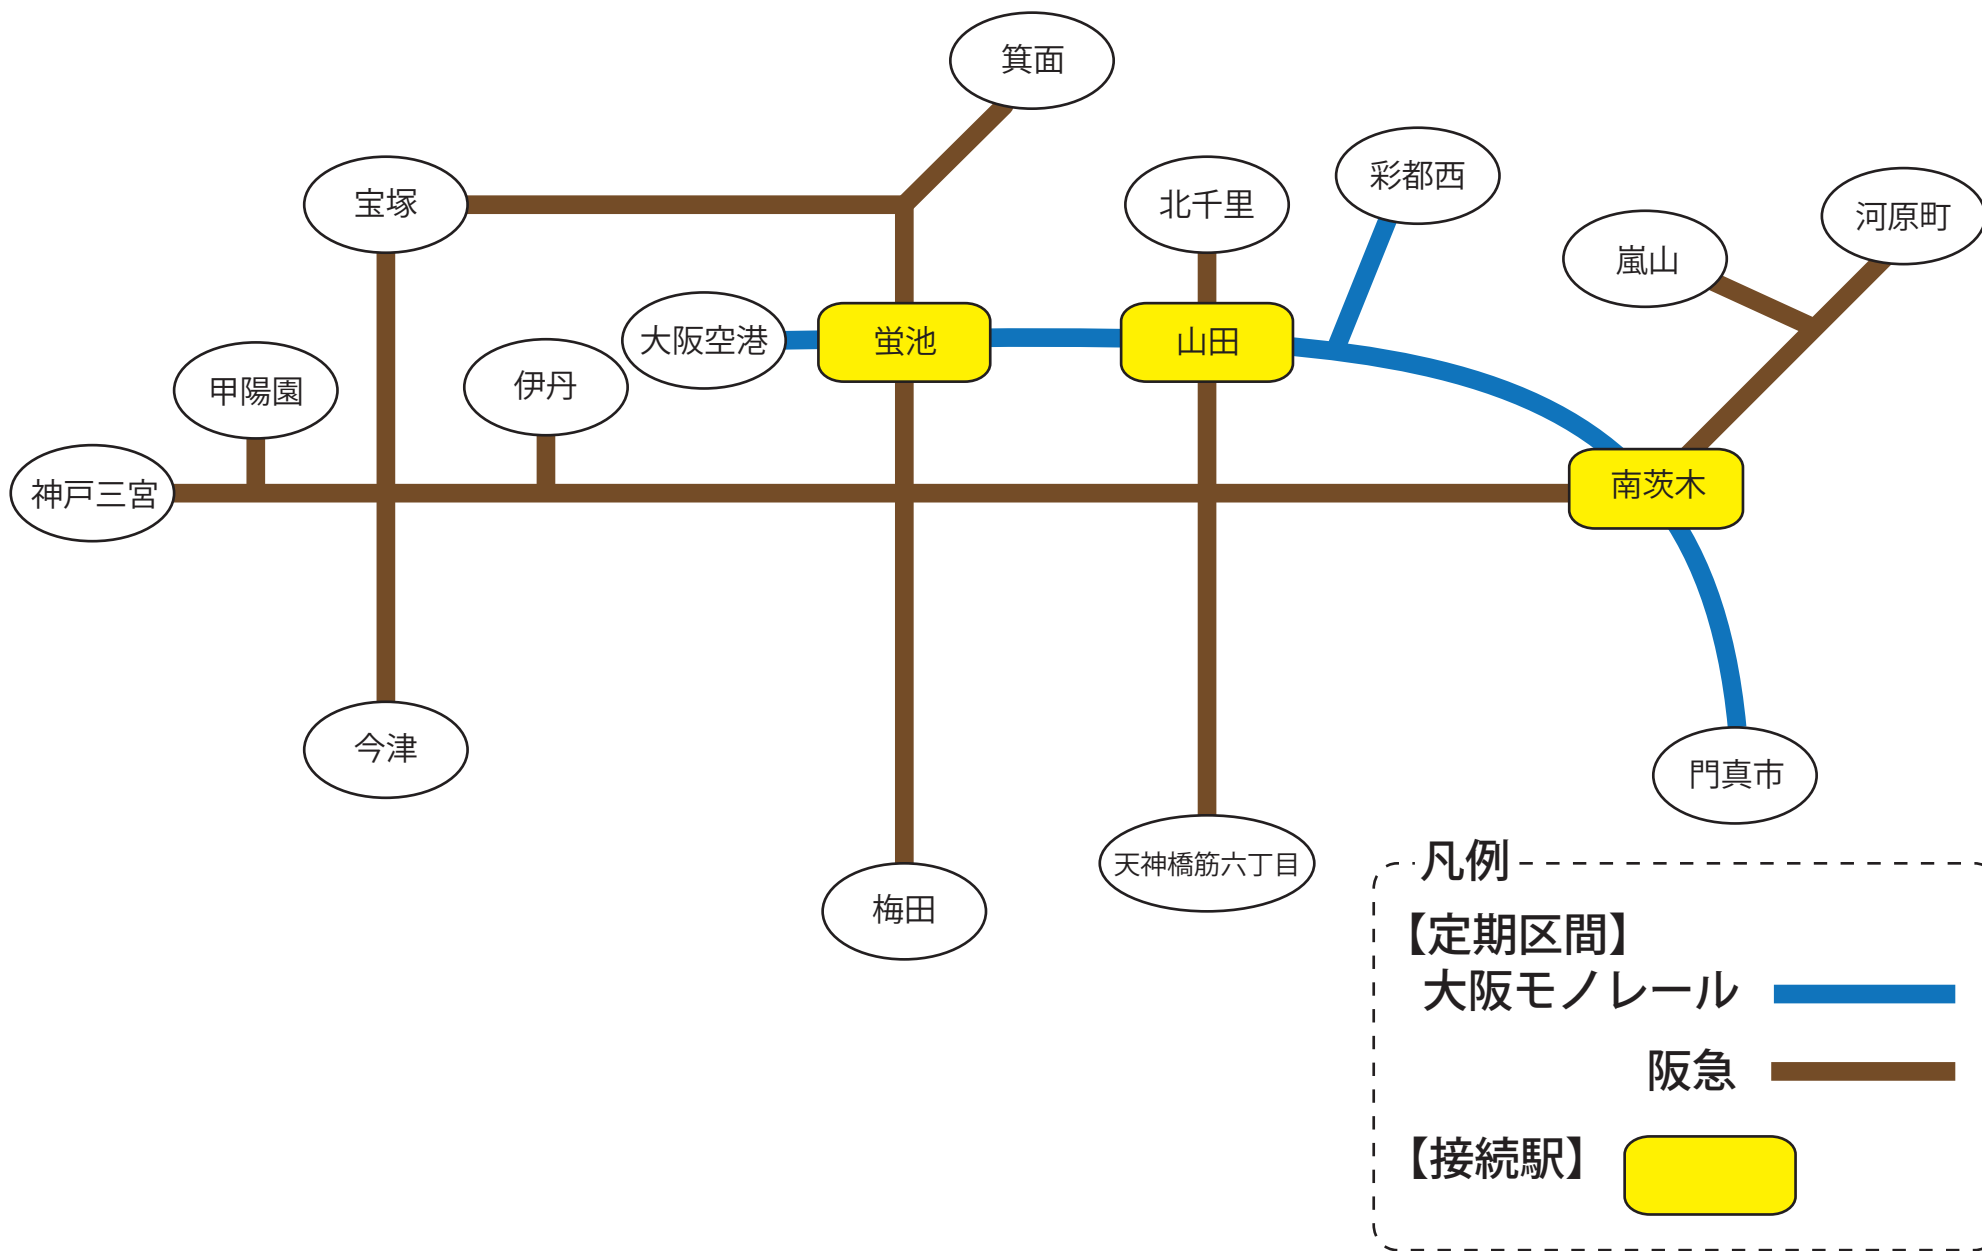 箕面
彩都西
宝塚
北千里
河原町
嵐山
大阪空港
蛍池
山田
甲陽園
伊丹
神戸三宮
南茨木
今津
門真市
天神橋筋六丁目
梅田
凡例
【定期区間】
大阪モノレール
阪急
【接続駅】